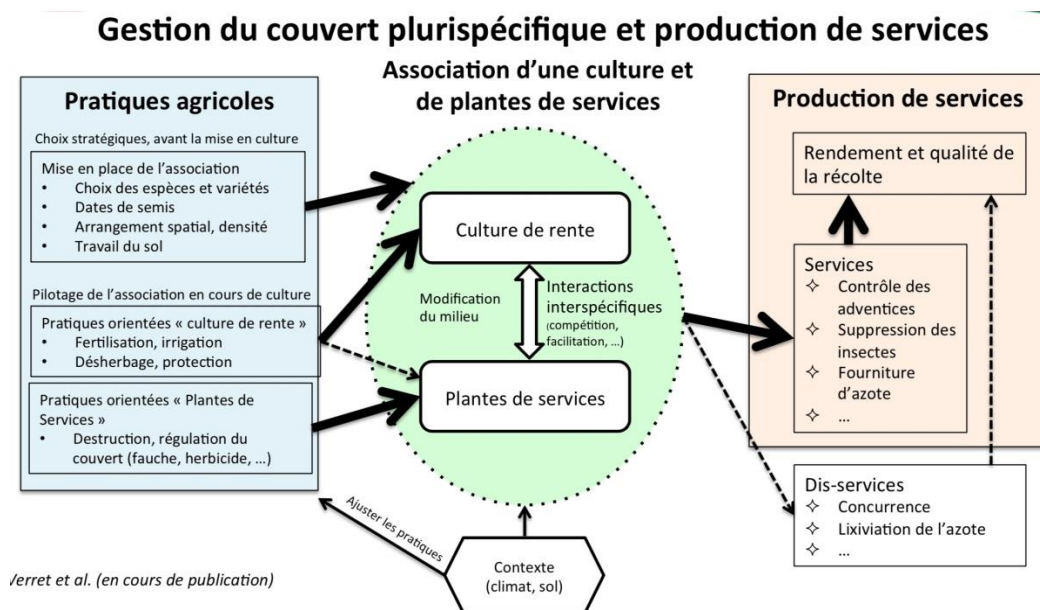 Gestion du couvert plurispécifique et production de services
Pratiques agricoles
Choix stratégiques, avant la mise en culture
Mise en place de l'association
• Choix des espèces et variétés
• Dates de semis
• Arrangement spatial, densité
• Travail du sol
Pilotage de l'association en cours de culture
Pratiques orientées « culture de rente »
• Fertilisation, irrigation
• Désherbage, protection
Pratiques orientées « Plantes de
Services »
• Destruction, régulation du
couvert (fauche, herbicide, …)
Association d'une culture et
de plantes de services
Culture de rente
Modification
du milieu
Interactions
interspécifiques
(compétition,
facilitation, …)
Plantes de services
Ajuster les pratiques
Contexte
(climat, sol)
Production de services
Rendement et qualité de
la récolte
Services
✧ Contrôle des
adventices
✧ Suppression des
insectes
✧ Fourniture
d'azote
✧ …
Dis-services
✧ Concurrence
✧ Lixiviation de l'azote
✧ …
Verret et al. (en cours de publication)